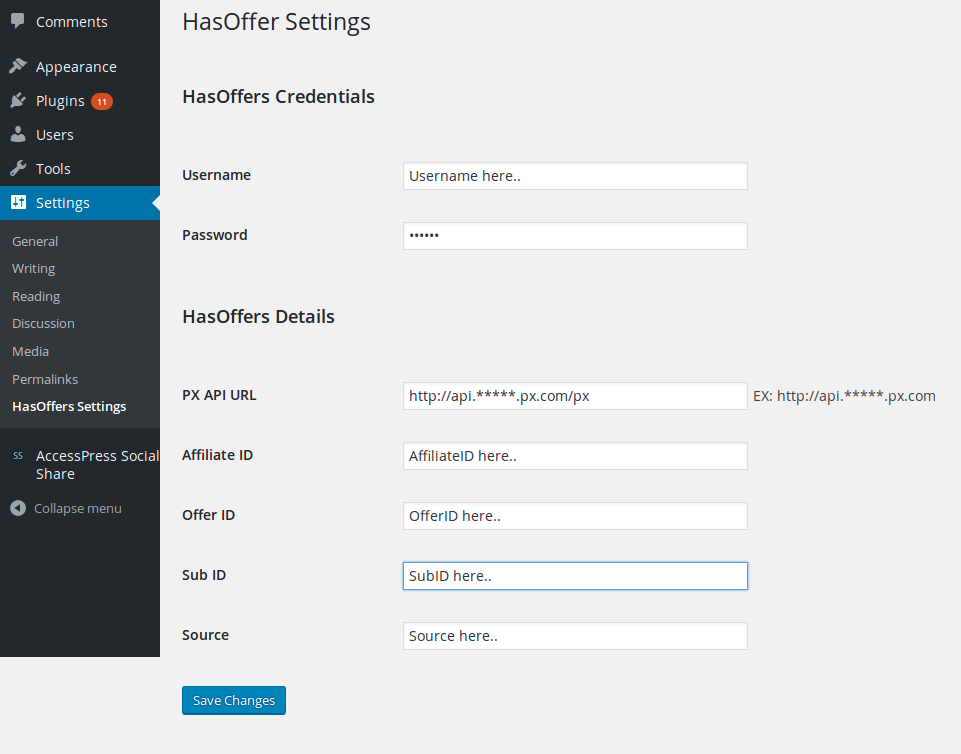 Comments
Appearance
Plugins 11
Users
Tools
Settings
General
Writing
Reading
Discussion
Media
Permalinks
HasOffers Settings
SS AccessPress Social
Share
Collapse menu
HasOffer Settings
HasOffers Credentials
Username Username here..
Password ••••••
HasOffers Details
PX API URL http://api.*****.px.com/px EX: http://api.*****.px.com
Affiliate ID AffiliateID here..
Offer ID OfferID here..
Sub ID SubID here..
Source Source here..
Save Changes